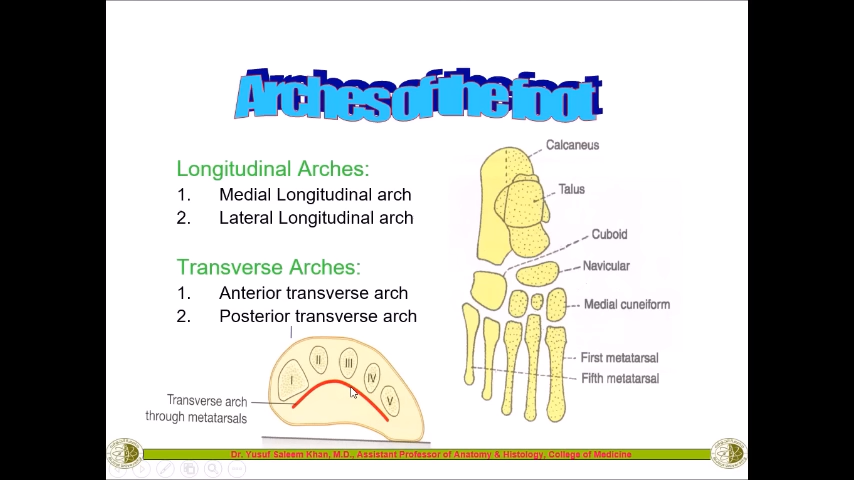 Arches of the foot
Longitudinal Arches:
1. Medial Longitudinal arch
2. Lateral Longitudinal arch
Transverse Arches:
1. Anterior transverse arch
2. Posterior transverse arch
Calcaneus
Talus
Cuboid
Navicular
Medial cuneiform
First metatarsal
Fifth metatarsal
I
II
III
IV
V
Transverse arch
through metatarsals
Dr. Yusuf Saleem Khan, M.D., Assistant Professor of Anatomy & Histology, College of Medicine